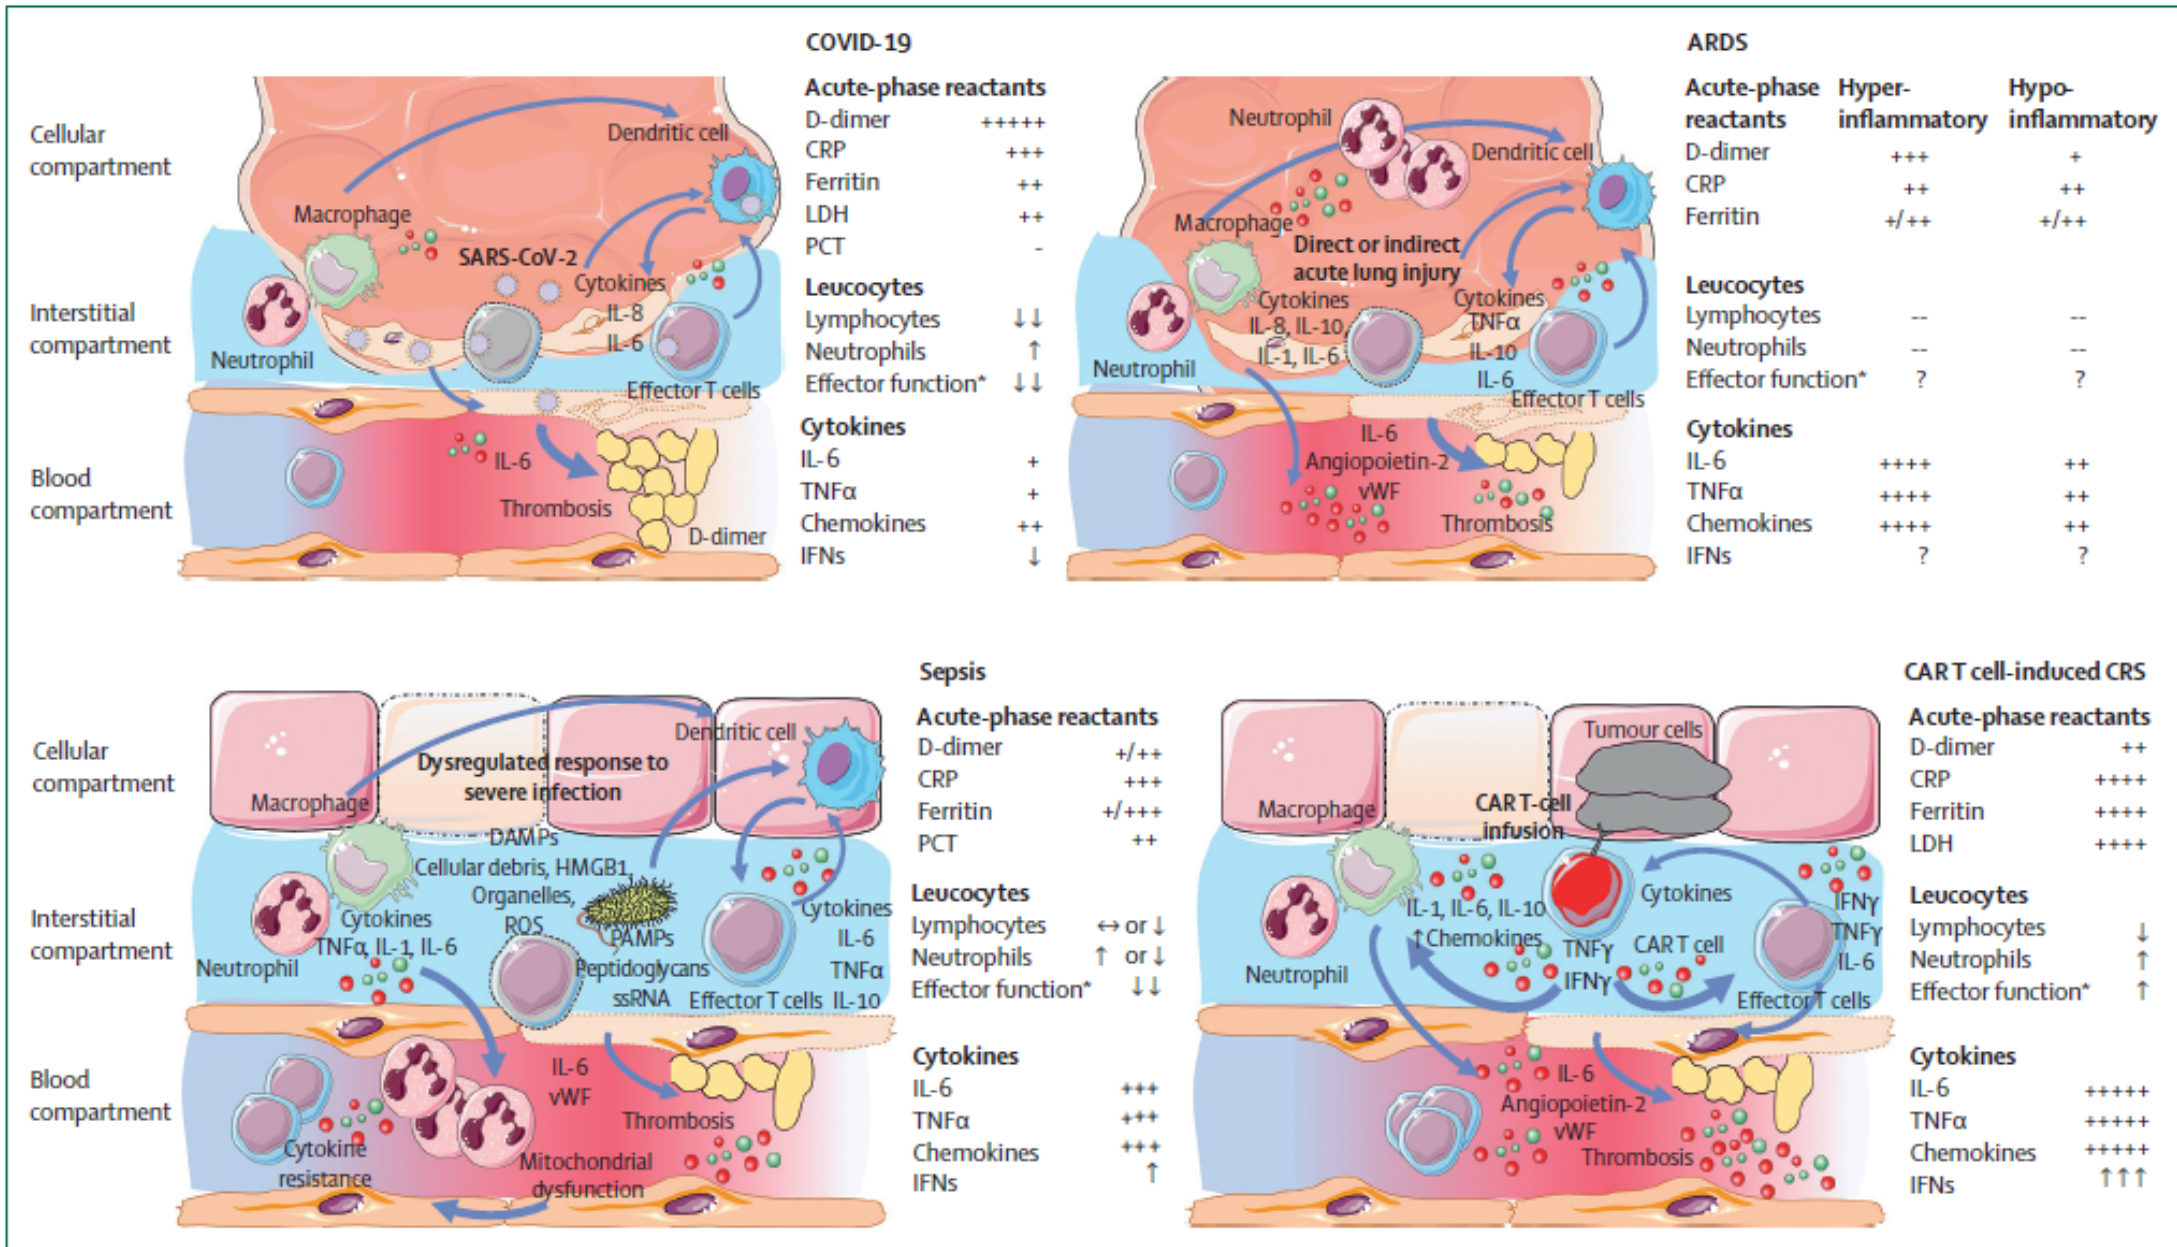 COVID-19
Cellular
compartment
Interstitial
compartment
Blood
compartment
Dendritic cell
Macrophage
SARS-CoV-2
Cytokines
IL-8
IL-6
Neutrophil
Effector T cells
IL-6
Thrombosis
D-dimer
Acute-phase reactants
D-dimer +++++
CRP +++
Ferritin ++
LDH ++
PCT -
Leucocytes
Lymphocytes ↓↓
Neutrophils ↑
Effector function* ↓↓
Cytokines
IL-6 +
TNFα +
Chemokines ++
IFNs ↓
ARDS
Neutrophil
Dendritic cell
Macrophage
Direct or indirect
acute lung injury
Cytokines
IL-8, IL-10,
IL-1, IL-6
Cytokines
TNFα
IL-10
IL-6
Neutrophil
Effector T cells
IL-6
Angiopoietin-2
vWF
Thrombosis
Acute-phase Hyper- Hypo-
reactants inflammatory inflammatory
D-dimer +++ +
CRP ++ ++
Ferritin +/++ +/++
Leucocytes
Lymphocytes -- --
Neutrophils -- --
Effector function* ? ?
Cytokines
IL-6 ++++ ++
TNFα ++++ ++
Chemokines ++++ ++
IFNs ? ?
Sepsis
Cellular
compartment
Interstitial
compartment
Blood
compartment
Dendritic cell
Dysregulated response to
severe infection
Macrophage
DAMPs
Cellular debris, HMGB1,
Organelles,
ROS
Cytokines
TNFα, IL-1, IL-6
Neutrophil
PAMPs
Peptidoglycans
ssRNA
Effector T cells
Cytokines
IL-6
TNFα
IL-10
IL-6
vWF
Thrombosis
Cytokine
resistance
Mitochondrial
dysfunction
Acute-phase reactants
D-dimer +/++
CRP +++
Ferritin +/+++
PCT ++
Leucocytes
Lymphocytes ↔ or ↓
Neutrophils ↑ or ↓
Effector function* ↓↓
Cytokines
IL-6 +++
TNFα +++
Chemokines +++
IFNs ↑
CAR T cell-induced CRS
Tumour cells
Macrophage
CAR T-cell
infusion
Cytokines
IL-1, IL-6, IL-10
↑Chemokines
TNFγ
IFNγ
CAR T cell
IFNγ
TNFγ
IL-6
Neutrophil
Effector T cells
IL-6
Angiopoietin-2
vWF
Thrombosis
Acute-phase reactants
D-dimer ++
CRP ++++
Ferritin ++++
LDH ++++
Leucocytes
Lymphocytes ↓
Neutrophils ↑
Effector function* ↑
Cytokines
IL-6 +++++
TNFα +++++
Chemokines +++++
IFNs ↑↑↑